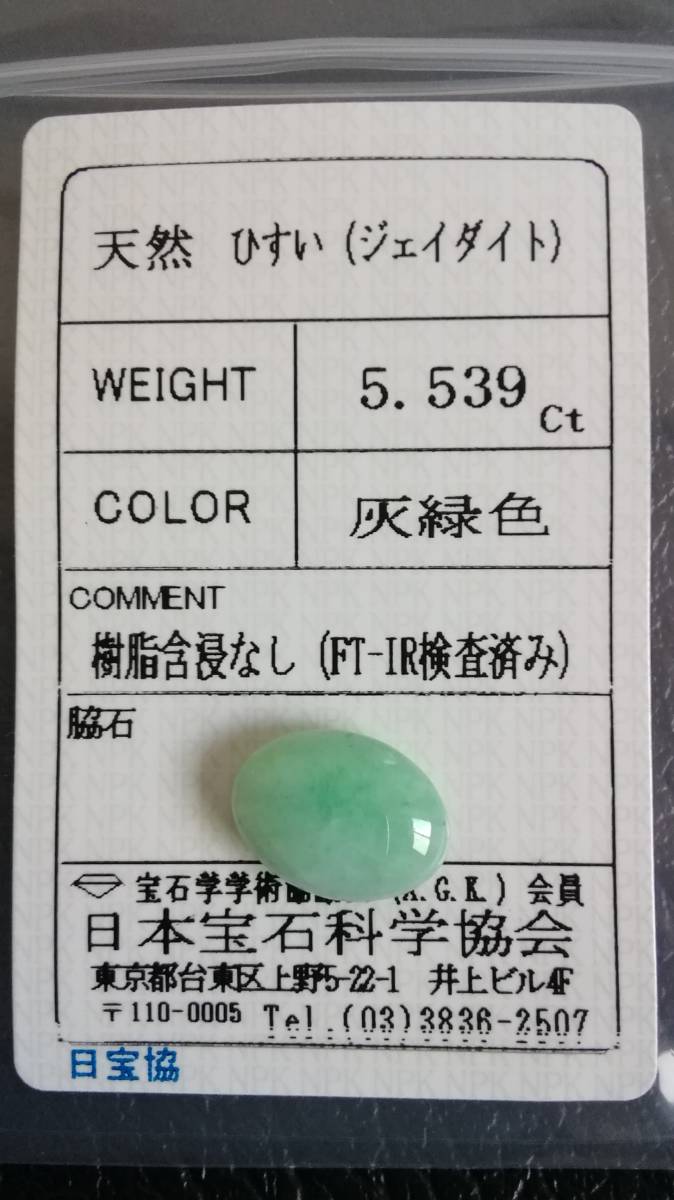 天然 ひすい (ジェイダイト)
WEIGHT 5.539 Ct
COLOR 灰緑色
COMMENT
樹脂含浸なし (FT-IR検査済み)
脇石
宝石学学術 (A.G.K.) 会員
日本宝石科学協会
東京都台東区上野5-22-1 井上ビル4F
〒110-0005 Tel.(03)3836-2507
日宝協